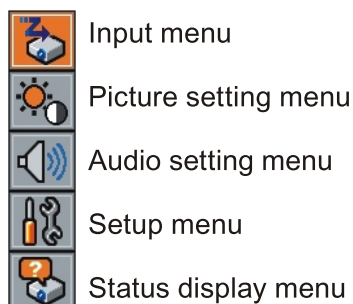 Input menu
Picture setting menu
Audio setting menu
Setup menu
? Status display menu